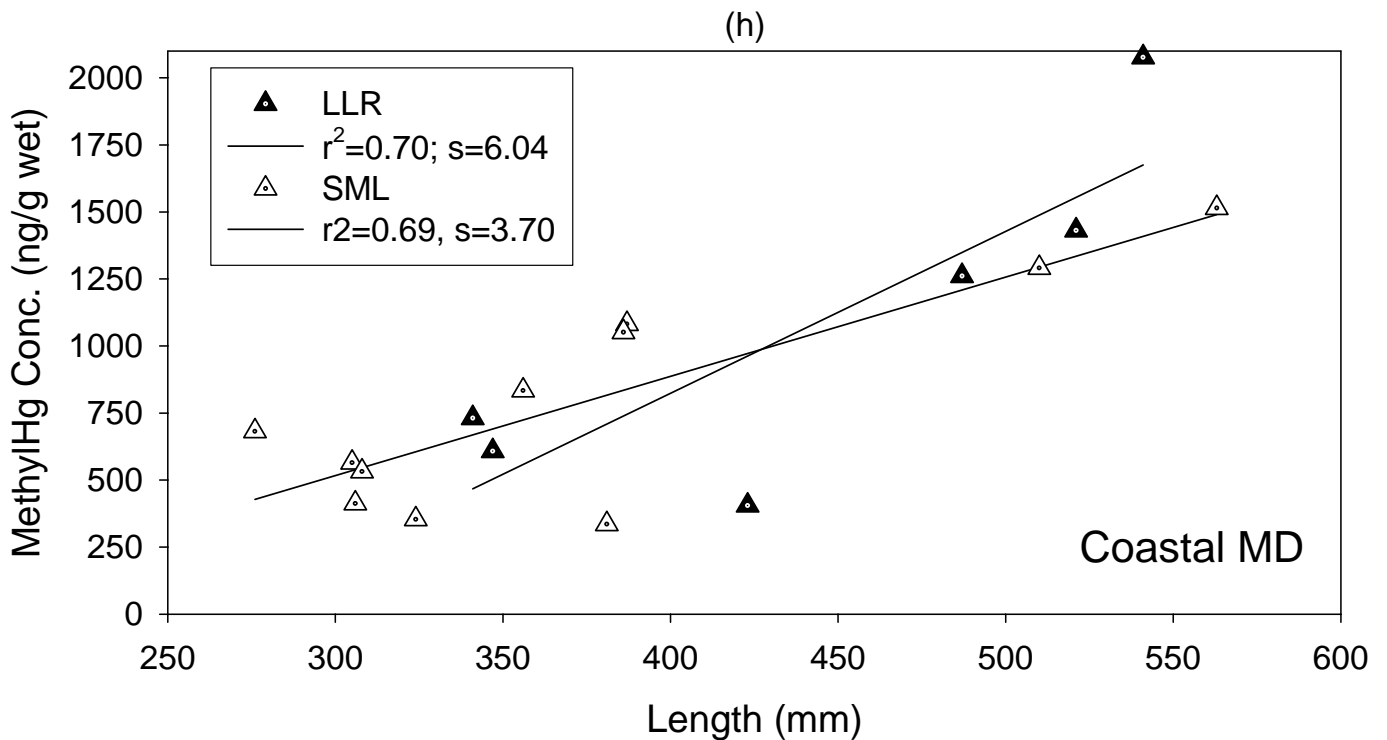 (h)
MethylHg Conc. (ng/g wet)
2000
1750
1500
1250
1000
750
500
250
0
LLR
r²=0.70; s=6.04
SML
r2=0.69, s=3.70
Coastal MD
250 300 350 400 450 500 550 600
Length (mm)